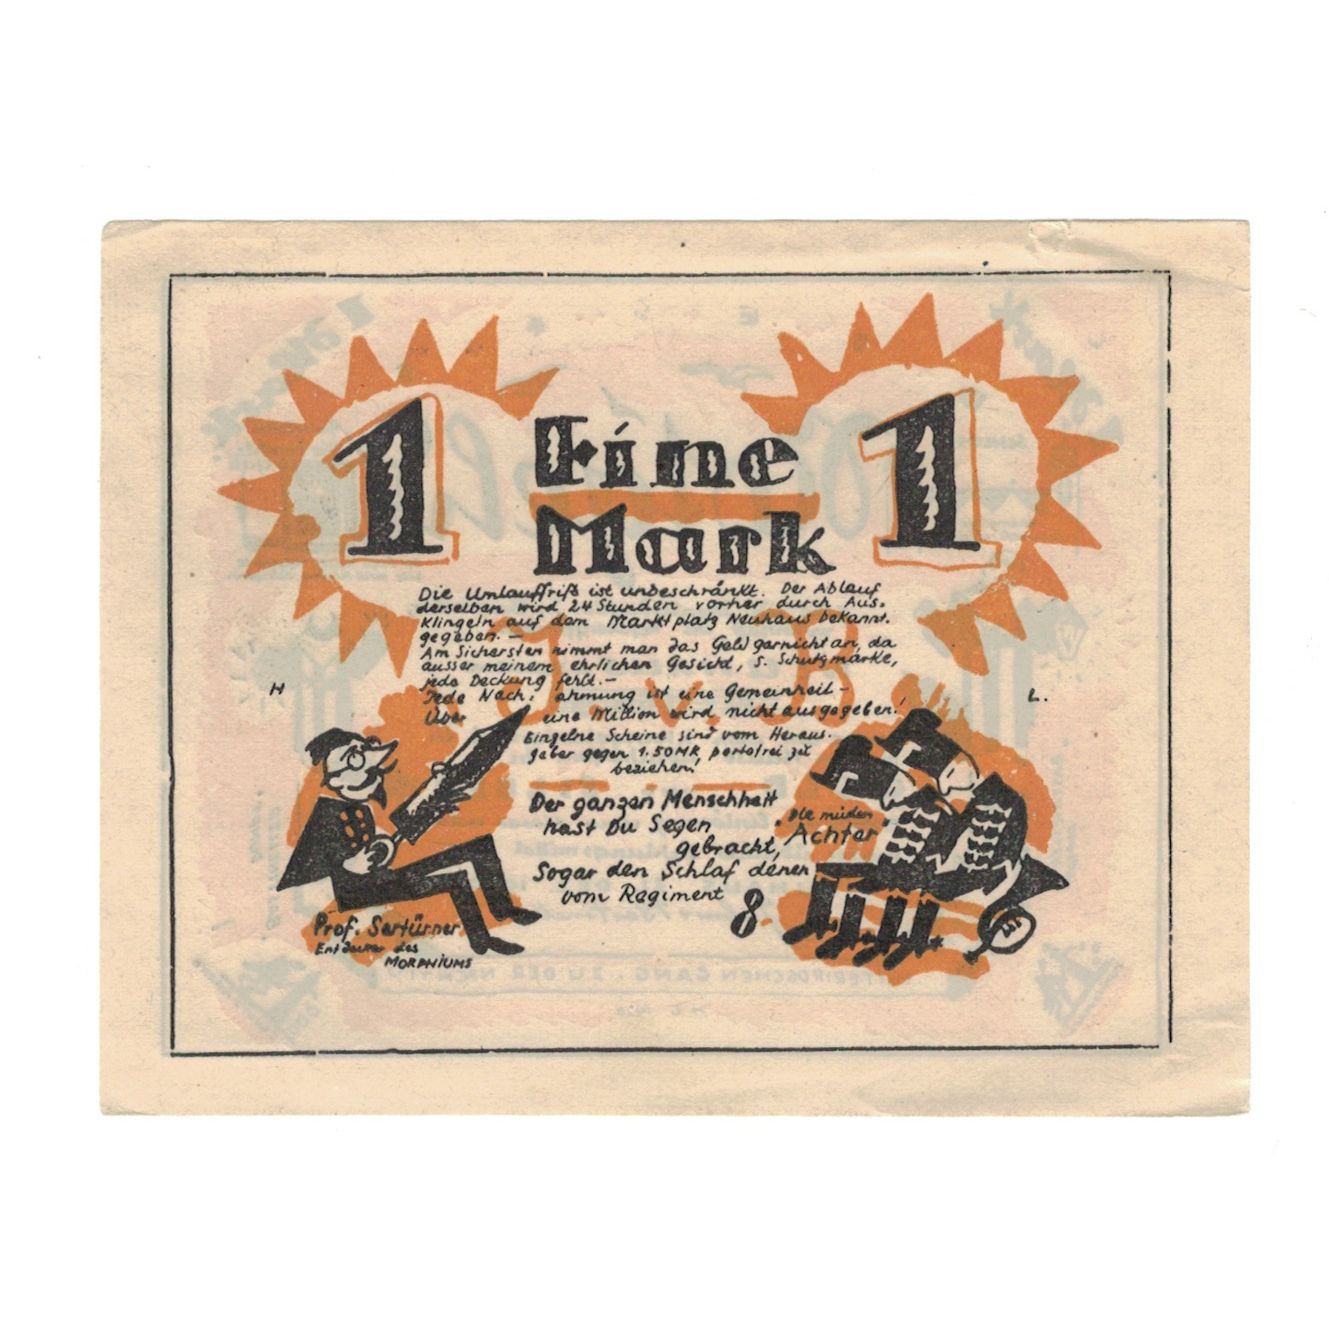 1 Eine 1
Mark
Die Umlauffrist ist unbeschränkt. Der Ablauf
derselben wird 24 Stunden vorher durch Aus-
klingeln auf dem Marktplatz Neuhaus bekannt.
gegeben. —
Am Sichersten nimmt man das Geld garnicht an, da
ausser meinem ehrlichen Gesicht, s. Schutzmarke,
jede Deckung fehlt. —
Jede Nach. ahmung ist eine Gemeinheit —
Über eine Million wird nicht ausgegeben!
J. v. B
H L.
Einzelne Scheine sind vom Heraus.
geber gegen 1.50 MK portofrei zu
beziehen!
Der ganzen Menschheit
hast Du Segen
gebracht,
Sogar den Schlaf denen
vom Regiment 8
"Die müden
Achter"
Prof. Sertürner
Entdecker des
MORPHIUMS